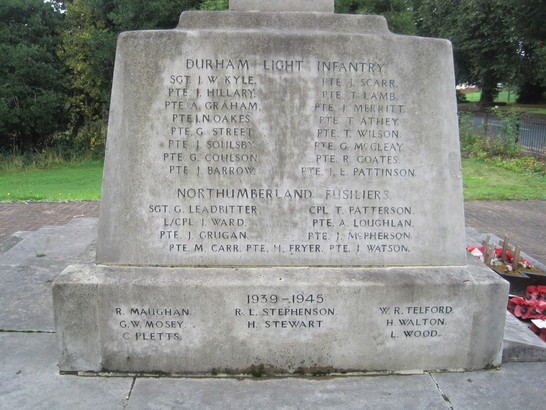 DURHAM LIGHT INFANTRY
SGT. J. W. KYLE. PTE. J. SCARR.
PTE. J. HILLARY. PTE. T. LAMB.
PTE. A. GRAHAM. PTE. J. MERRITT.
PTE. I. N. OAKES. PTE. T. ATHEY.
PTE. G. STREET. PTE. T. WILSON.
PTE. J. SOULSBY. PTE. G. McCLEAY.
PTE. G. COULSON. PTE. R. COATES.
PTE. J. BARROW. PTE. J. E. PATTINSON.
NORTHUMBERLAND FUSILIERS.
SGT. G. LEADBITTER. CPL. T. PATTERSON.
L/CPL. J. WARD. PTE. A. LOUGHLAN.
PTE. J. GRUGAN. PTE. J. McPHERSON.
PTE. M. CARR. PTE. H. FRYER. PTE. J. WATSON.
1939–1945
R. MAUGHAN. R. L. STEPHENSON. W. R. TELFORD.
G. W. MOSEY. H. STEWART. H. WALTON.
C. PLETTS. L. WOOD.